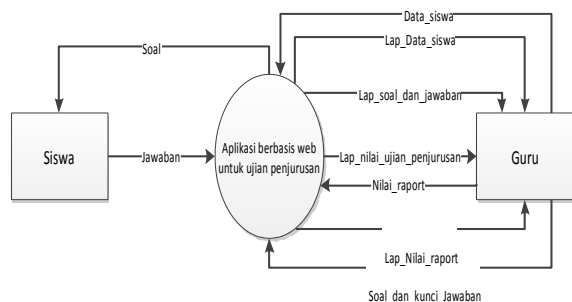 Data_siswa
Soal
Lap_Data_siswa
Lap_soal_dan_jawaban
Siswa
Jawaban
Aplikasi berbasis web
untuk ujian penjurusan
Lap_nilai_ujian_penjurusan
Guru
Nilai_raport
Lap_Nilai_raport
Soal dan kunci Jawaban